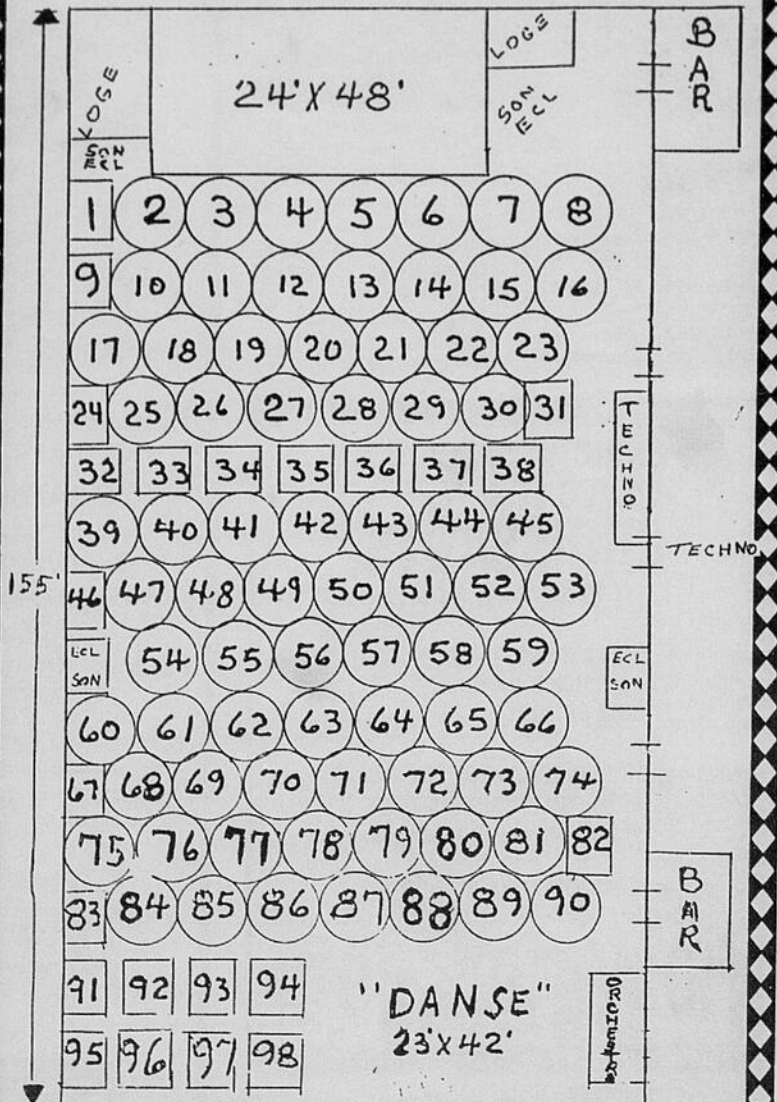 LOGE
24'X48'
LOGE
SON
ECL
BAR
SON
ECL
1 2 3 4 5 6 7 8
9 10 11 12 13 14 15 16
17 18 19 20 21 22 23
24 25 26 27 28 29 30 31
TECHNO
32 33 34 35 36 37 38
39 40 41 42 43 44 45
TECHNO
155'
46 47 48 49 50 51 52 53
ECL
SON
54 55 56 57 58 59
ECL
SON
60 61 62 63 64 65 66
67 68 69 70 71 72 73 74
75 76 77 78 79 80 81 82
83 84 85 86 87 88 89 90
BAR
91 92 93 94
"DANSE"
23'X42'
ORCHESTRE
95 96 97 98